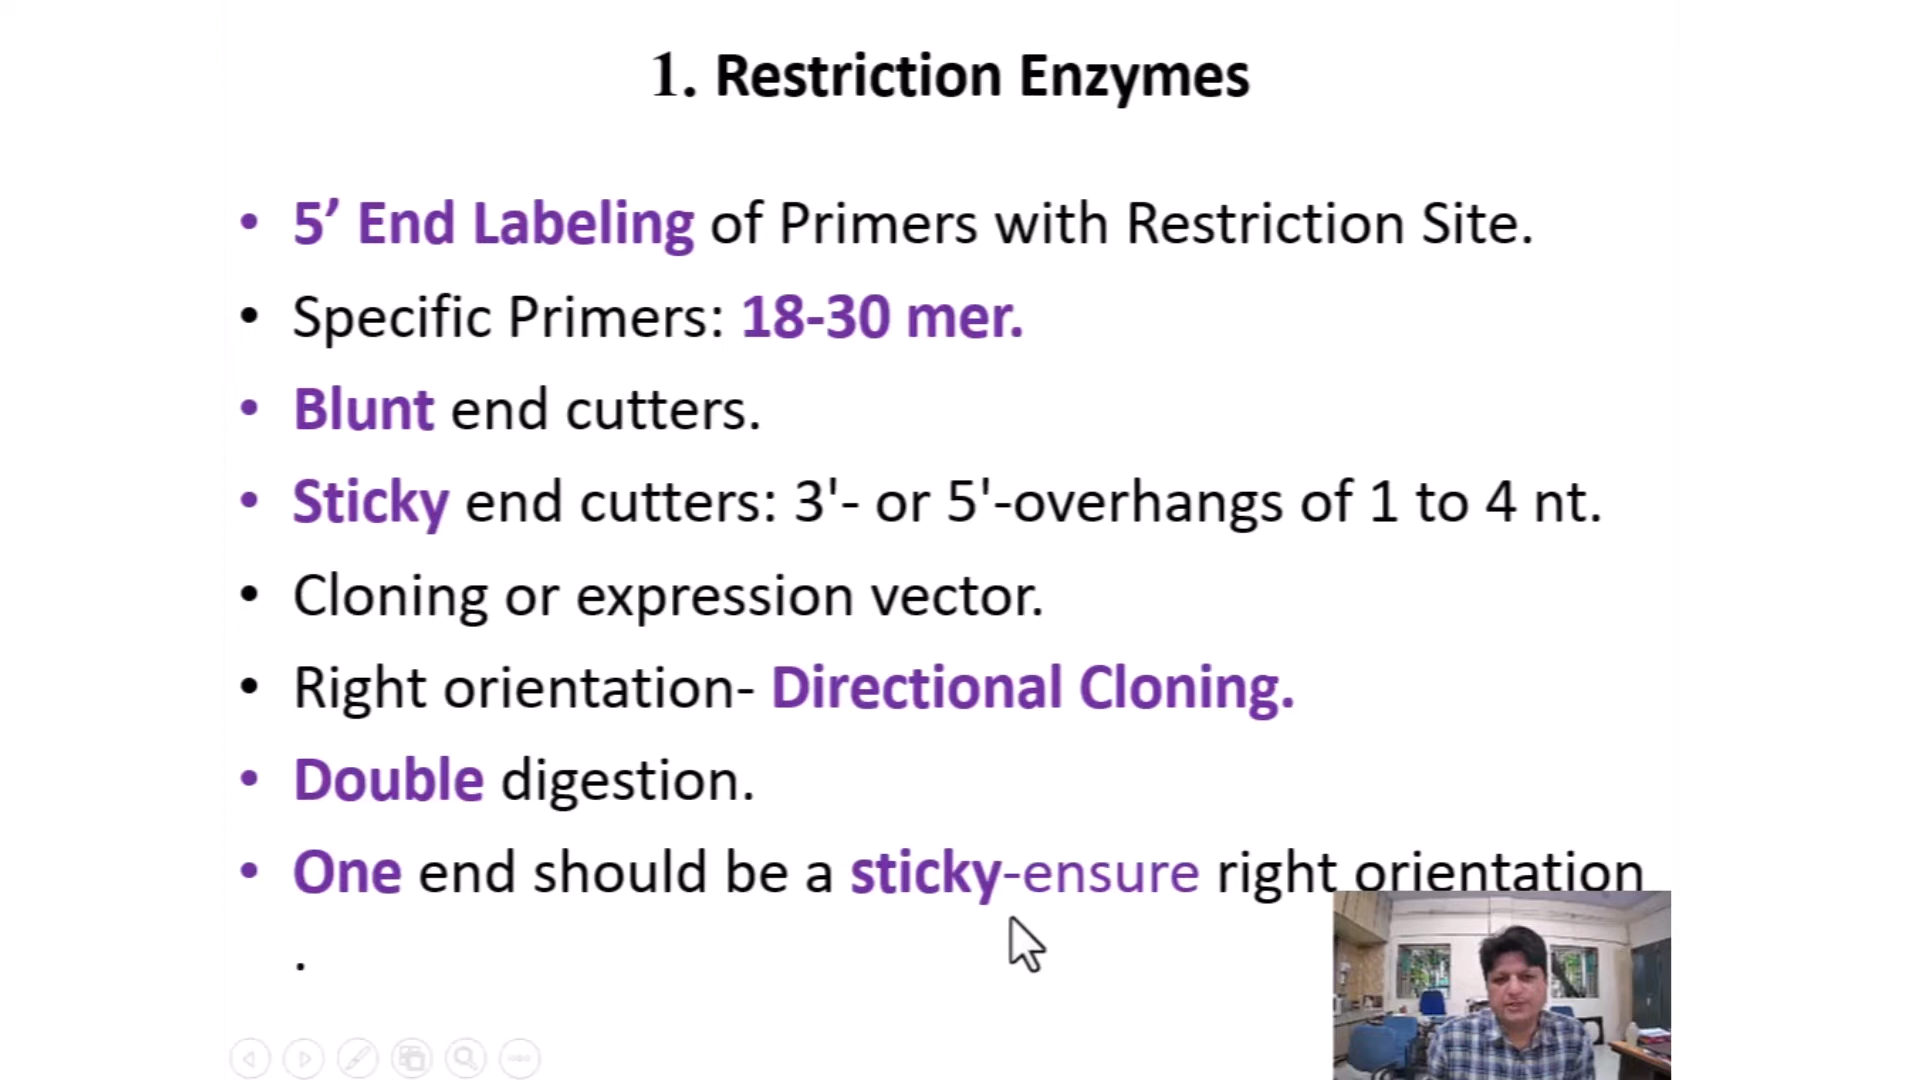 1. Restriction Enzymes
• 5’ End Labeling of Primers with Restriction Site.
• Specific Primers: 18-30 mer.
• Blunt end cutters.
• Sticky end cutters: 3'- or 5'-overhangs of 1 to 4 nt.
• Cloning or expression vector.
• Right orientation- Directional Cloning.
• Double digestion.
• One end should be a sticky-ensure right orientation
.